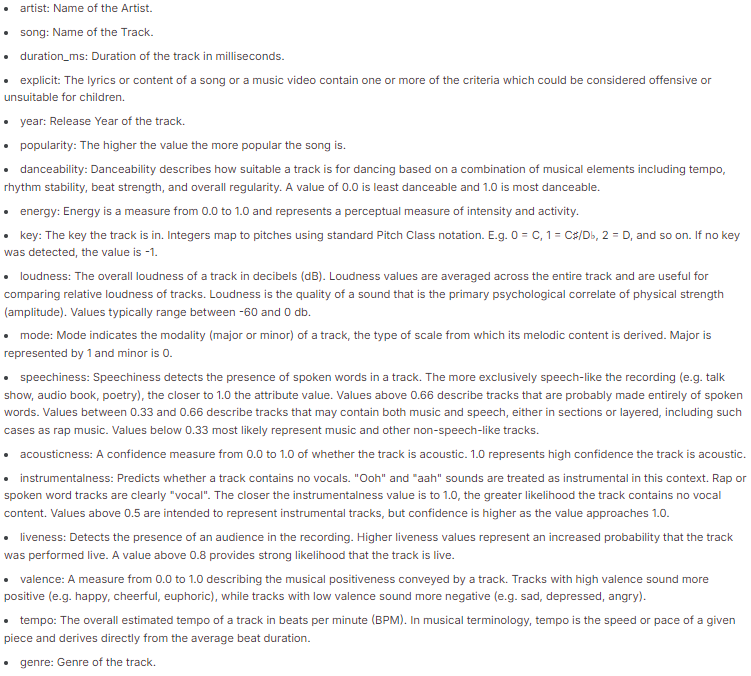 • artist: Name of the Artist.
• song: Name of the Track.
• duration_ms: Duration of the track in milliseconds.
• explicit: The lyrics or content of a song or a music video contain one or more of the criteria which could be considered offensive or
unsuitable for children.
• year: Release Year of the track.
• popularity: The higher the value the more popular the song is.
• danceability: Danceability describes how suitable a track is for dancing based on a combination of musical elements including tempo,
rhythm stability, beat strength, and overall regularity. A value of 0.0 is least danceable and 1.0 is most danceable.
• energy: Energy is a measure from 0.0 to 1.0 and represents a perceptual measure of intensity and activity.
• key: The key the track is in. Integers map to pitches using standard Pitch Class notation. E.g. 0 = C, 1 = C♯/D♭, 2 = D, and so on. If no key
was detected, the value is -1.
• loudness: The overall loudness of a track in decibels (dB). Loudness values are averaged across the entire track and are useful for
comparing relative loudness of tracks. Loudness is the quality of a sound that is the primary psychological correlate of physical strength
(amplitude). Values typically range between -60 and 0 db.
• mode: Mode indicates the modality (major or minor) of a track, the type of scale from which its melodic content is derived. Major is
represented by 1 and minor is 0.
• speechiness: Speechiness detects the presence of spoken words in a track. The more exclusively speech-like the recording (e.g. talk
show, audio book, poetry), the closer to 1.0 the attribute value. Values above 0.66 describe tracks that are probably made entirely of spoken
words. Values between 0.33 and 0.66 describe tracks that may contain both music and speech, either in sections or layered, including such
cases as rap music. Values below 0.33 most likely represent music and other non-speech-like tracks.
• acousticness: A confidence measure from 0.0 to 1.0 of whether the track is acoustic. 1.0 represents high confidence the track is acoustic.
• instrumentalness: Predicts whether a track contains no vocals. "Ooh" and "aah" sounds are treated as instrumental in this context. Rap or
spoken word tracks are clearly "vocal". The closer the instrumentalness value is to 1.0, the greater likelihood the track contains no vocal
content. Values above 0.5 are intended to represent instrumental tracks, but confidence is higher as the value approaches 1.0.
• liveness: Detects the presence of an audience in the recording. Higher liveness values represent an increased probability that the track
was performed live. A value above 0.8 provides strong likelihood that the track is live.
• valence: A measure from 0.0 to 1.0 describing the musical positiveness conveyed by a track. Tracks with high valence sound more
positive (e.g. happy, cheerful, euphoric), while tracks with low valence sound more negative (e.g. sad, depressed, angry).
• tempo: The overall estimated tempo of a track in beats per minute (BPM). In musical terminology, tempo is the speed or pace of a given
piece and derives directly from the average beat duration.
• genre: Genre of the track.